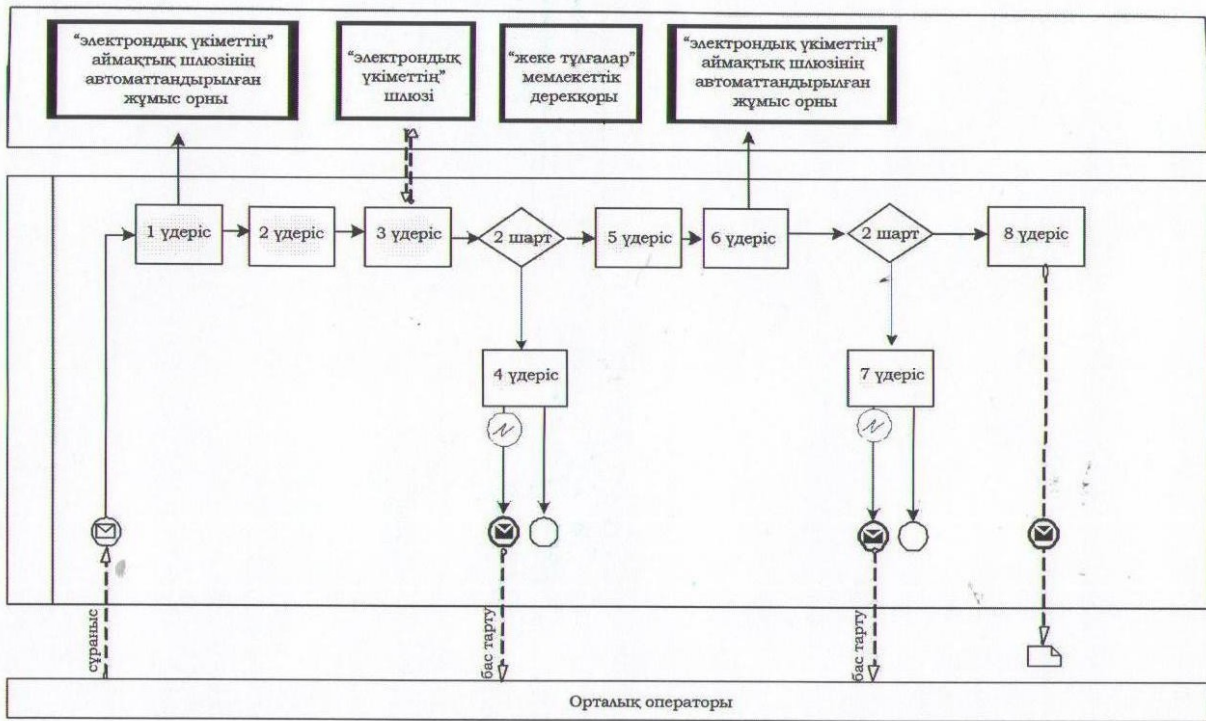 “электрондық үкіметтің”
аймақтық шлюзінің
автоматтандырылған
жұмыс орны
“электрондық
үкіметтің”
шлюзі
“жеке тұлғалар”
мемлекеттік
дерекқоры
“электрондық үкіметтің”
аймақтық шлюзінің
автоматтандырылған
жұмыс орны
1 үдеріс
2 үдеріс
3 үдеріс
2 шарт
5 үдеріс
6 үдеріс
2 шарт
8 үдеріс
4 үдеріс
7 үдеріс
сұраныс
бас тарту
бас тарту
Орталық операторы